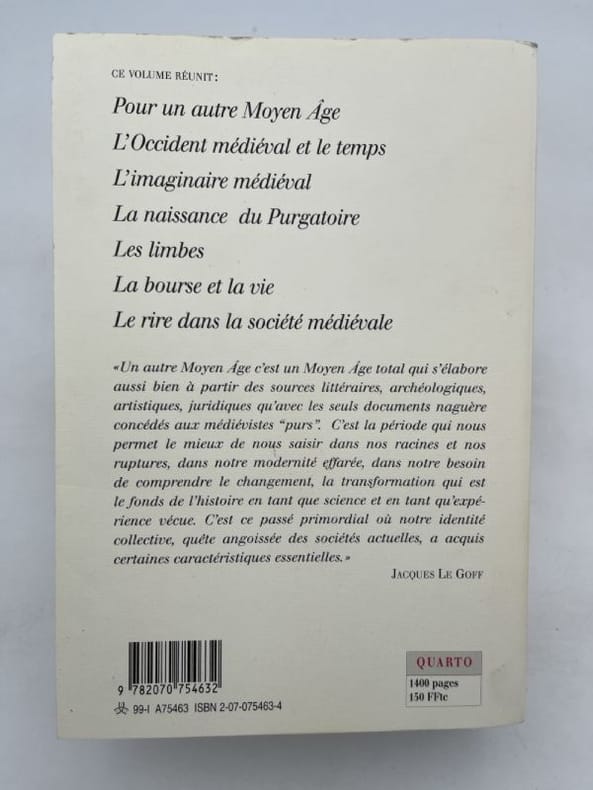 CE VOLUME RÉUNIT :
Pour un autre Moyen Âge
L'Occident médiéval et le temps
L'imaginaire médiéval
La naissance du Purgatoire
Les limbes
La bourse et la vie
Le rire dans la société médiévale
«Un autre Moyen Âge c'est un Moyen Âge total qui s'élabore
aussi bien à partir des sources littéraires, archéologiques,
artistiques, juridiques qu'avec les seuls documents naguère
concédés aux médiévistes “purs”. C'est la période qui nous
permet le mieux de nous saisir dans nos racines et nos
ruptures, dans notre modernité effarée, dans notre besoin
de comprendre le changement, la transformation qui est
le fonds de l'histoire en tant que science et en tant qu'expé-
rience vécue. C'est ce passé primordial où notre identité
collective, quête angoissée des sociétés actuelles, a acquis
certaines caractéristiques essentielles.»
JACQUES LE GOFF
9 782070 754632
99-I A75463 ISBN 2-07-075463-4
QUARTO
1400 pages
150 FFtc